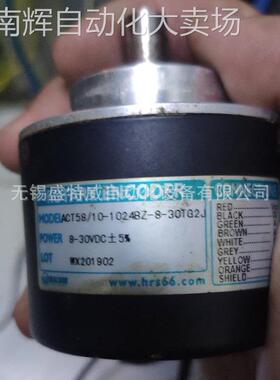 南辉自动化大卖场
无锡盛特威自动化设备有限公司
ENCODER
MODEL ACT58/10-1024BZ-8-30TG2J
POWER 8-30VDC±5%
LOT WX201902
RED
BLACK
GREEN
BROWN
WHITE
GREY
YELLOW
ORANGE
SHIELD
www.hrs66.com